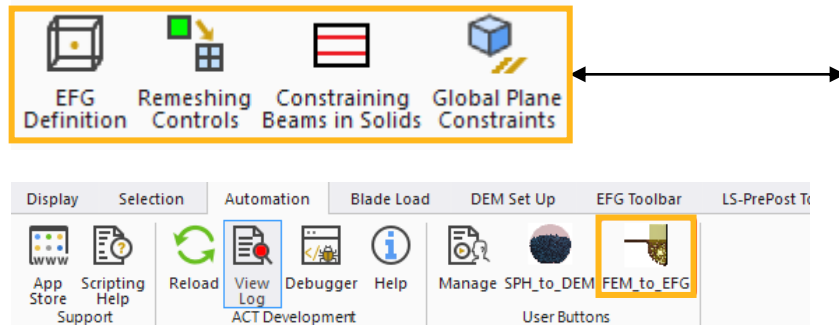 EFG Remeshing Constraining Global Plane
Definition Controls Beams in Solids Constraints
Display Selection Automation Blade Load DEM Set Up EFG Toolbar LS-PrePost To
www </>
App Scripting Reload View Debugger Help Manage SPH_to_DEM FEM_to_EFG
Store Help Log
Support ACT Development User Buttons